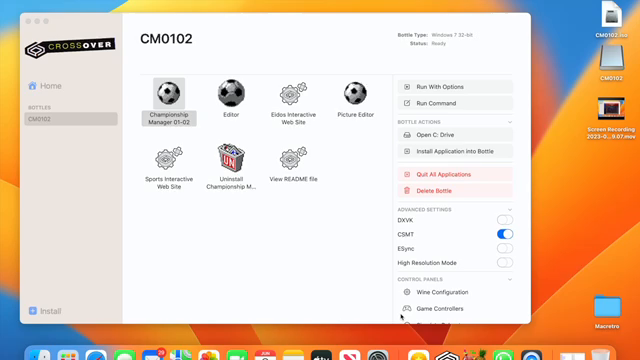 CROSSOVER
Home
BOTTLES
CM0102
Install
CM0102
Bottle Type: Windows 7 32-bit
Status: Ready
Championship
Manager 01-02
Editor
Eidos Interactive
Web Site
Picture Editor
Sports Interactive
Web Site
UN
Uninstall
Championship M...
View README file
Run With Options
Run Command
BOTTLE ACTIONS
Open C: Drive
Install Application into Bottle
Quit All Applications
Delete Bottle
ADVANCED SETTINGS
DXVK
CSMT
ESync
High Resolution Mode
CONTROL PANELS
Wine Configuration
Game Controllers
CM0102.iso
CM0102
Screen Recording
2023-0...9.07.mov
Macretro